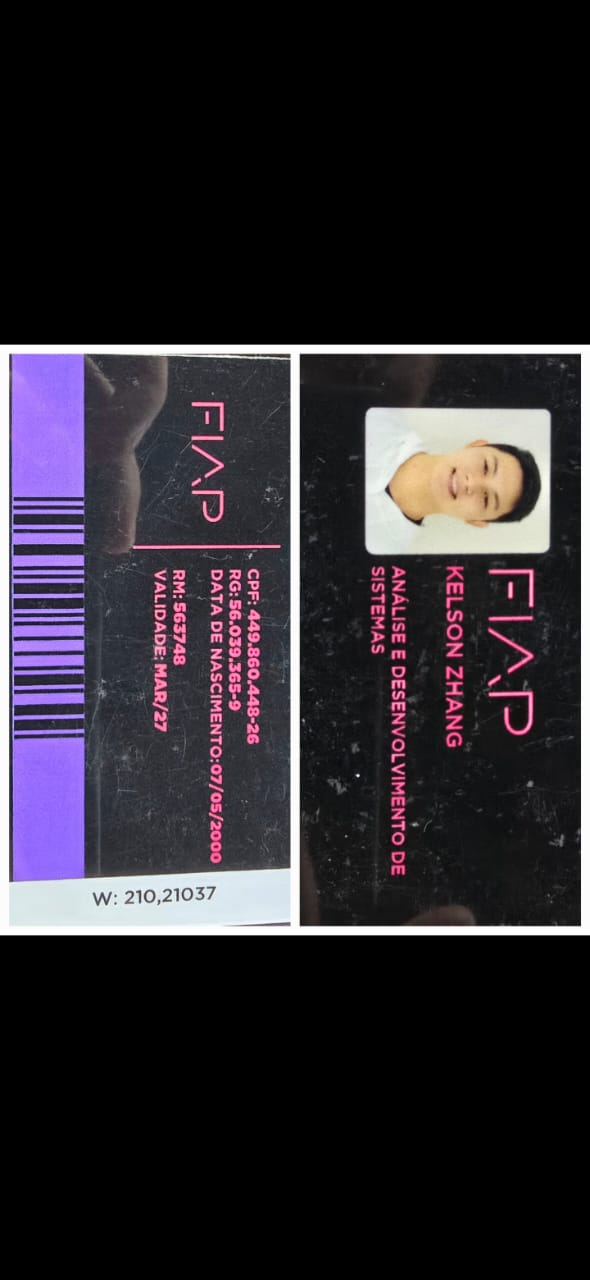 FIAP
KELSON ZHANG
ANÁLISE E DESENVOLVIMENTO DE
SISTEMAS
FIAP
CPF: 449.860.448-26
RG: 56.039.365-9
DATA DE NASCIMENTO: 07/05/2000
RM: 563748
VALIDADE: MAR/27
W: 210,21037